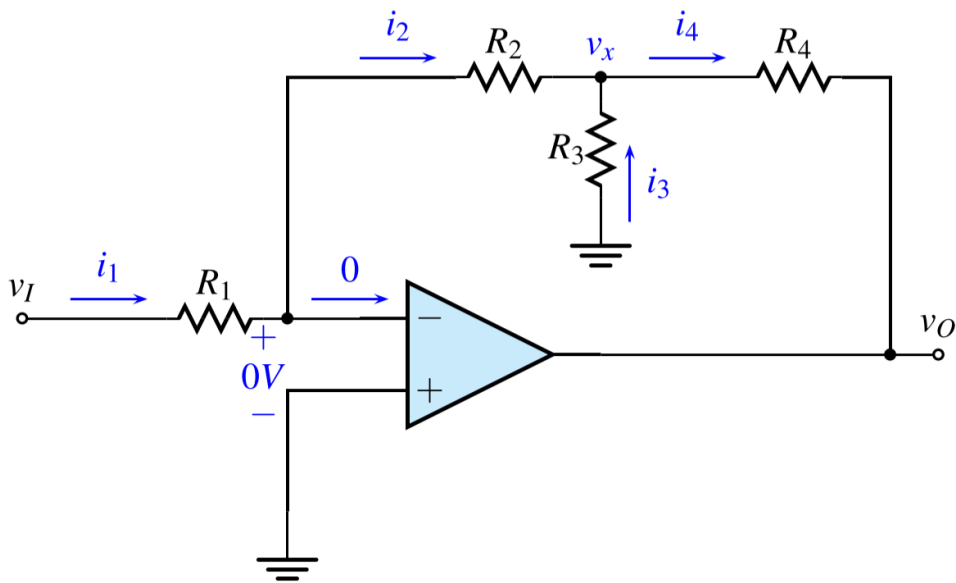 i2 R2 vx i4 R4
R3 i3
vI i1 R1 0
+ −
0V
− +
vO